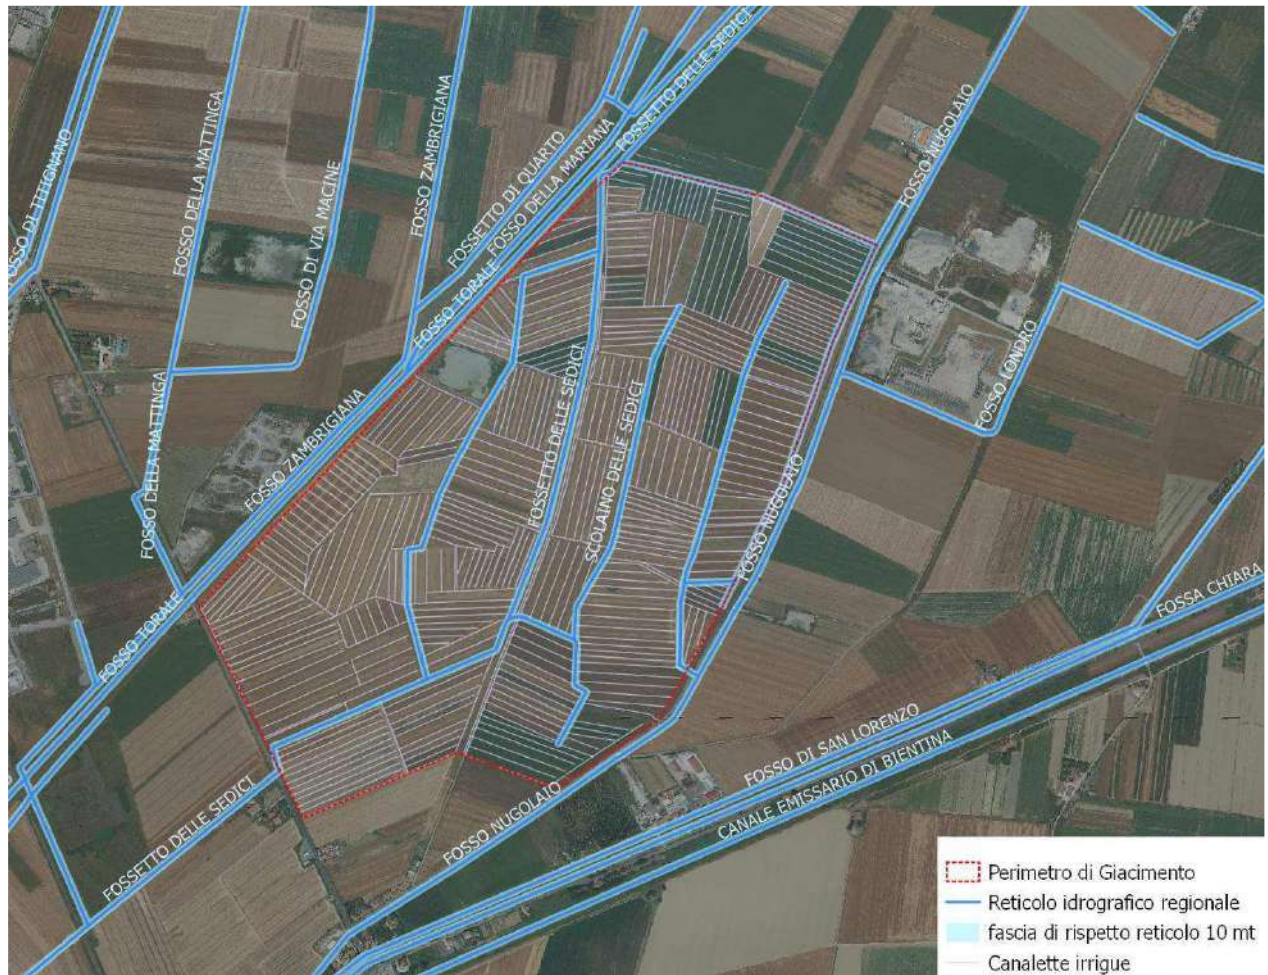 FOSSETTO DELLE SEDICI
FOSSO DI TITIGNANO
FOSSO DELLA MATTINGA
FOSSO DI VIA MACINE
FOSSO ZAMBRIGIANA
FOSSETTO DI QUARTO
FOSSO DELLA MARIANA
FOSSO NUGOLAIO
FOSSO TORALE
FOSSO LONDRO
FOSSETTO DELLE SEDICI
SCOLAINO DELLE SEDICI
FOSSO ZAMBRIGIANA
FOSSO DELLA MATTINGA
FOSSO NUGOLAIO
FOSSO TORALE
FOSSA CHIARA
FOSSO DI SAN LORENZO
CANALE EMISSARIO DI BIENTINA
FOSSETTO DELLE SEDICI
FOSSO NUGOLAIO
Perimetro di Giacimento
Reticolo idrografico regionale
fascia di rispetto reticolo 10 mt
Canalette irrigue